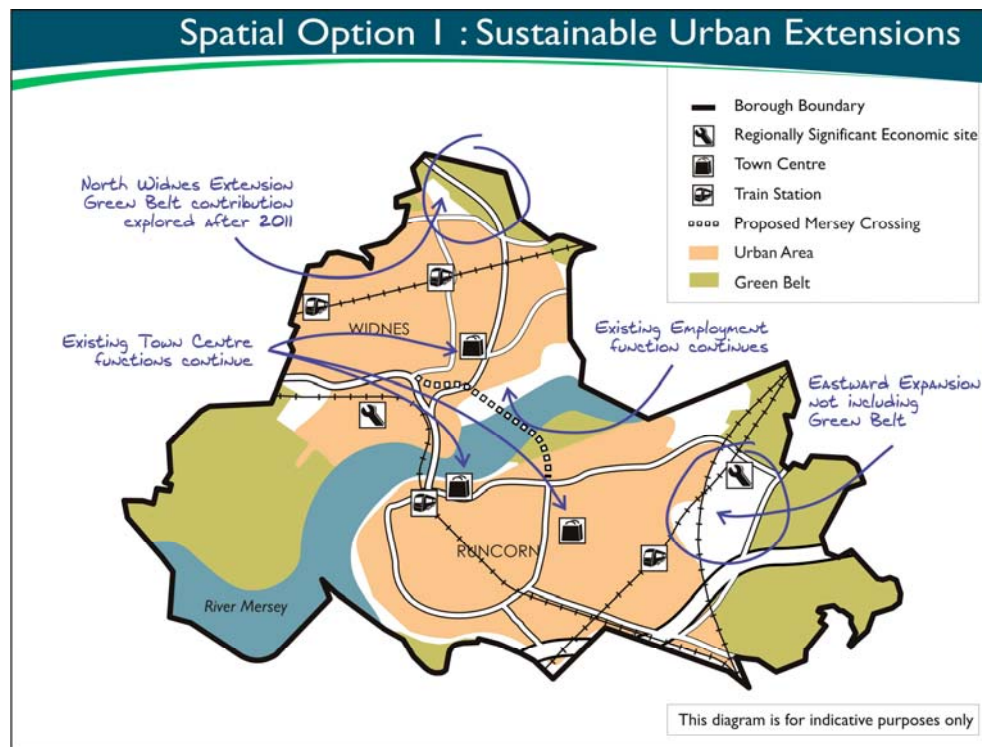 Spatial Option 1 : Sustainable Urban Extensions
Borough Boundary
Regionally Significant Economic site
Town Centre
Train Station
Proposed Mersey Crossing
Urban Area
Green Belt
North Widnes Extension
Green Belt contribution
explored after 2011
WIDNES
Existing Town Centre
functions continue
Existing Employment
function continues
Eastward Expansion
not including
Green Belt
RUNCORN
River Mersey
This diagram is for indicative purposes only